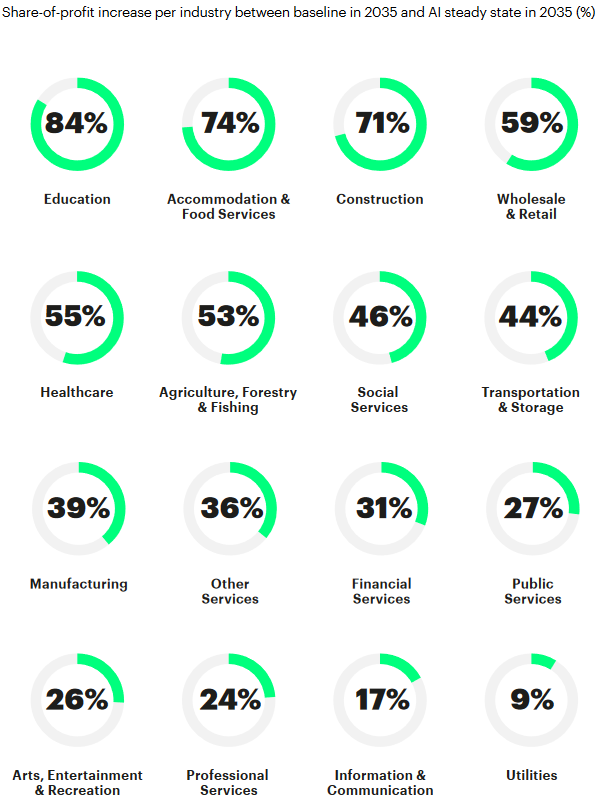 Share-of-profit increase per industry between baseline in 2035 and AI steady state in 2035 (%)
84%
74%
71%
59%
Education
Accommodation &
Food Services
Construction
Wholesale
& Retail
55%
53%
46%
44%
Healthcare
Agriculture, Forestry
& Fishing
Social
Services
Transportation
& Storage
39%
36%
31%
27%
Manufacturing
Other
Services
Financial
Services
Public
Services
26%
24%
17%
9%
Arts, Entertainment
& Recreation
Professional
Services
Information &
Communication
Utilities